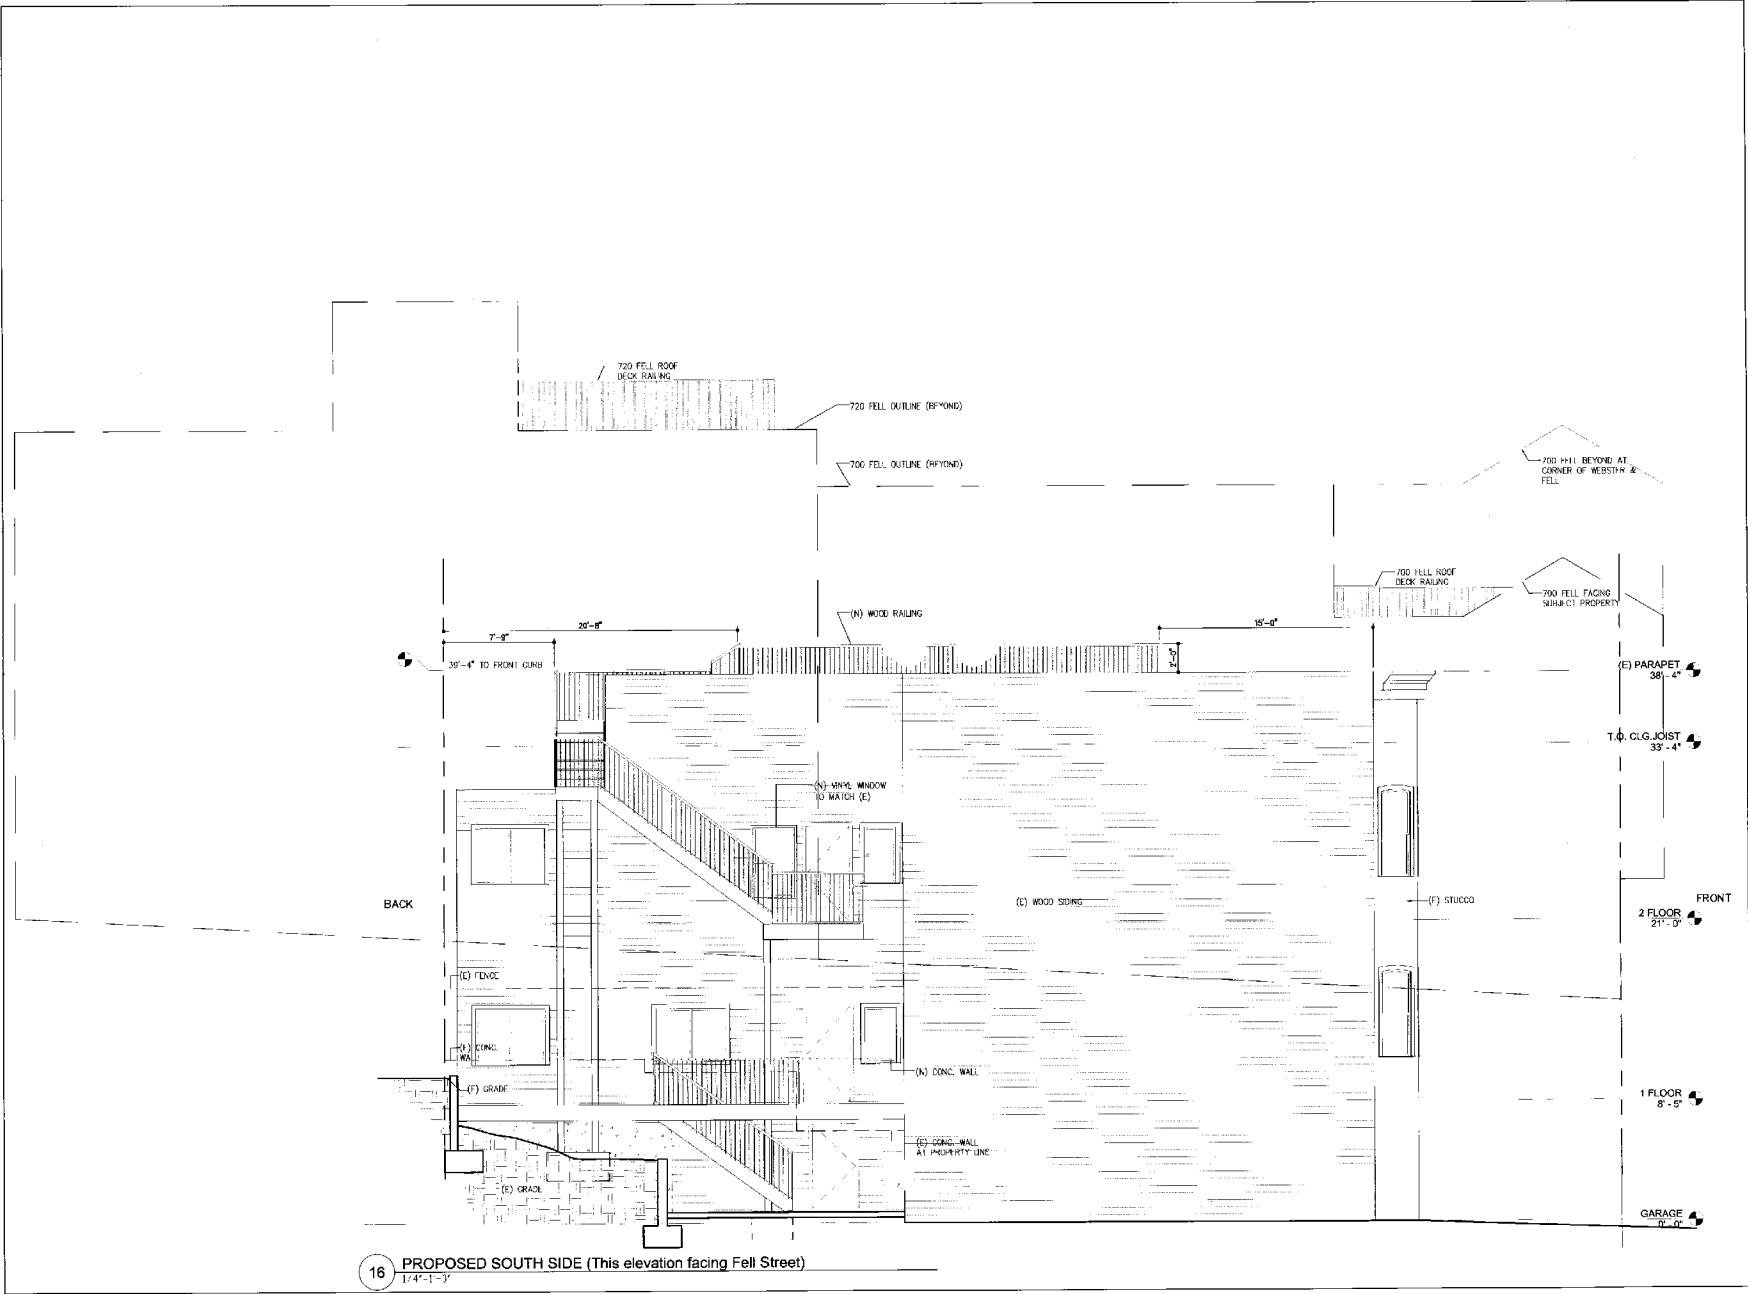 720 FELL ROOF
DECK RAILING
720 FELL OUTLINE (BEYOND)
700 FELL OUTLINE (BEYOND)
700 FELL BEYOND AT
CORNER OF WEBSTER &
FELL
700 FELL ROOF
DECK RAILING
700 FELL FACING
SUBJECT PROPERTY
(N) WOOD RAILING
29'-8"
7'-9"
15'-0"
39'-4" TO FRONT CURB
2'-0"
(E) PARAPET
38' - 4"
T.O. CLG.JOIST
33' - 4"
(N) VINYL WINDOW
TO MATCH (E)
BACK
(E) WOOD SIDING
(E) STUCCO
FRONT
2 FLOOR
21' - 0"
(E) FENCE
(E) CONC.
WA
(E) GRADE
(N) CONC. WALL
1 FLOOR
8' - 5"
(E) CONC. WALL
AT PROPERTY LINE
(E) GRADE
GARAGE
0' - 0"
16
PROPOSED SOUTH SIDE (This elevation facing Fell Street)